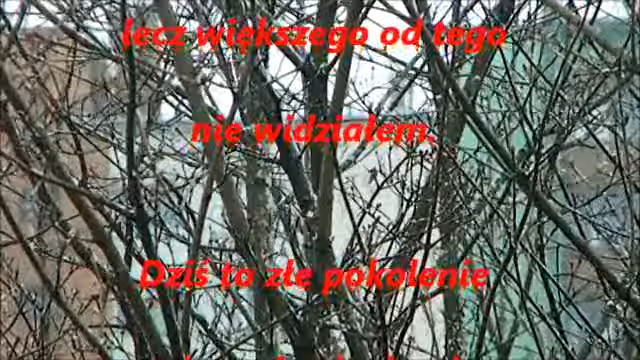 lecz większego od tego
nie widziałem.
Dziś to złe pokolenie